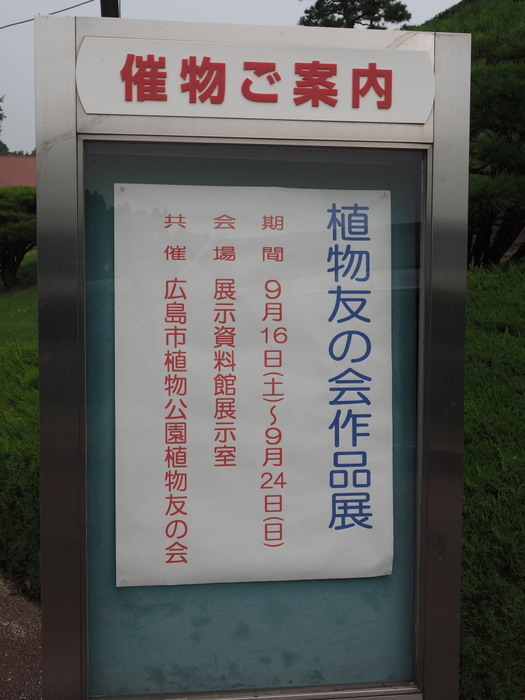 催物ご案内
植物友の会作品展
期間 9月16日(土)～9月24日(日)
会場 展示資料館展示室
共催 広島市植物公園植物友の会